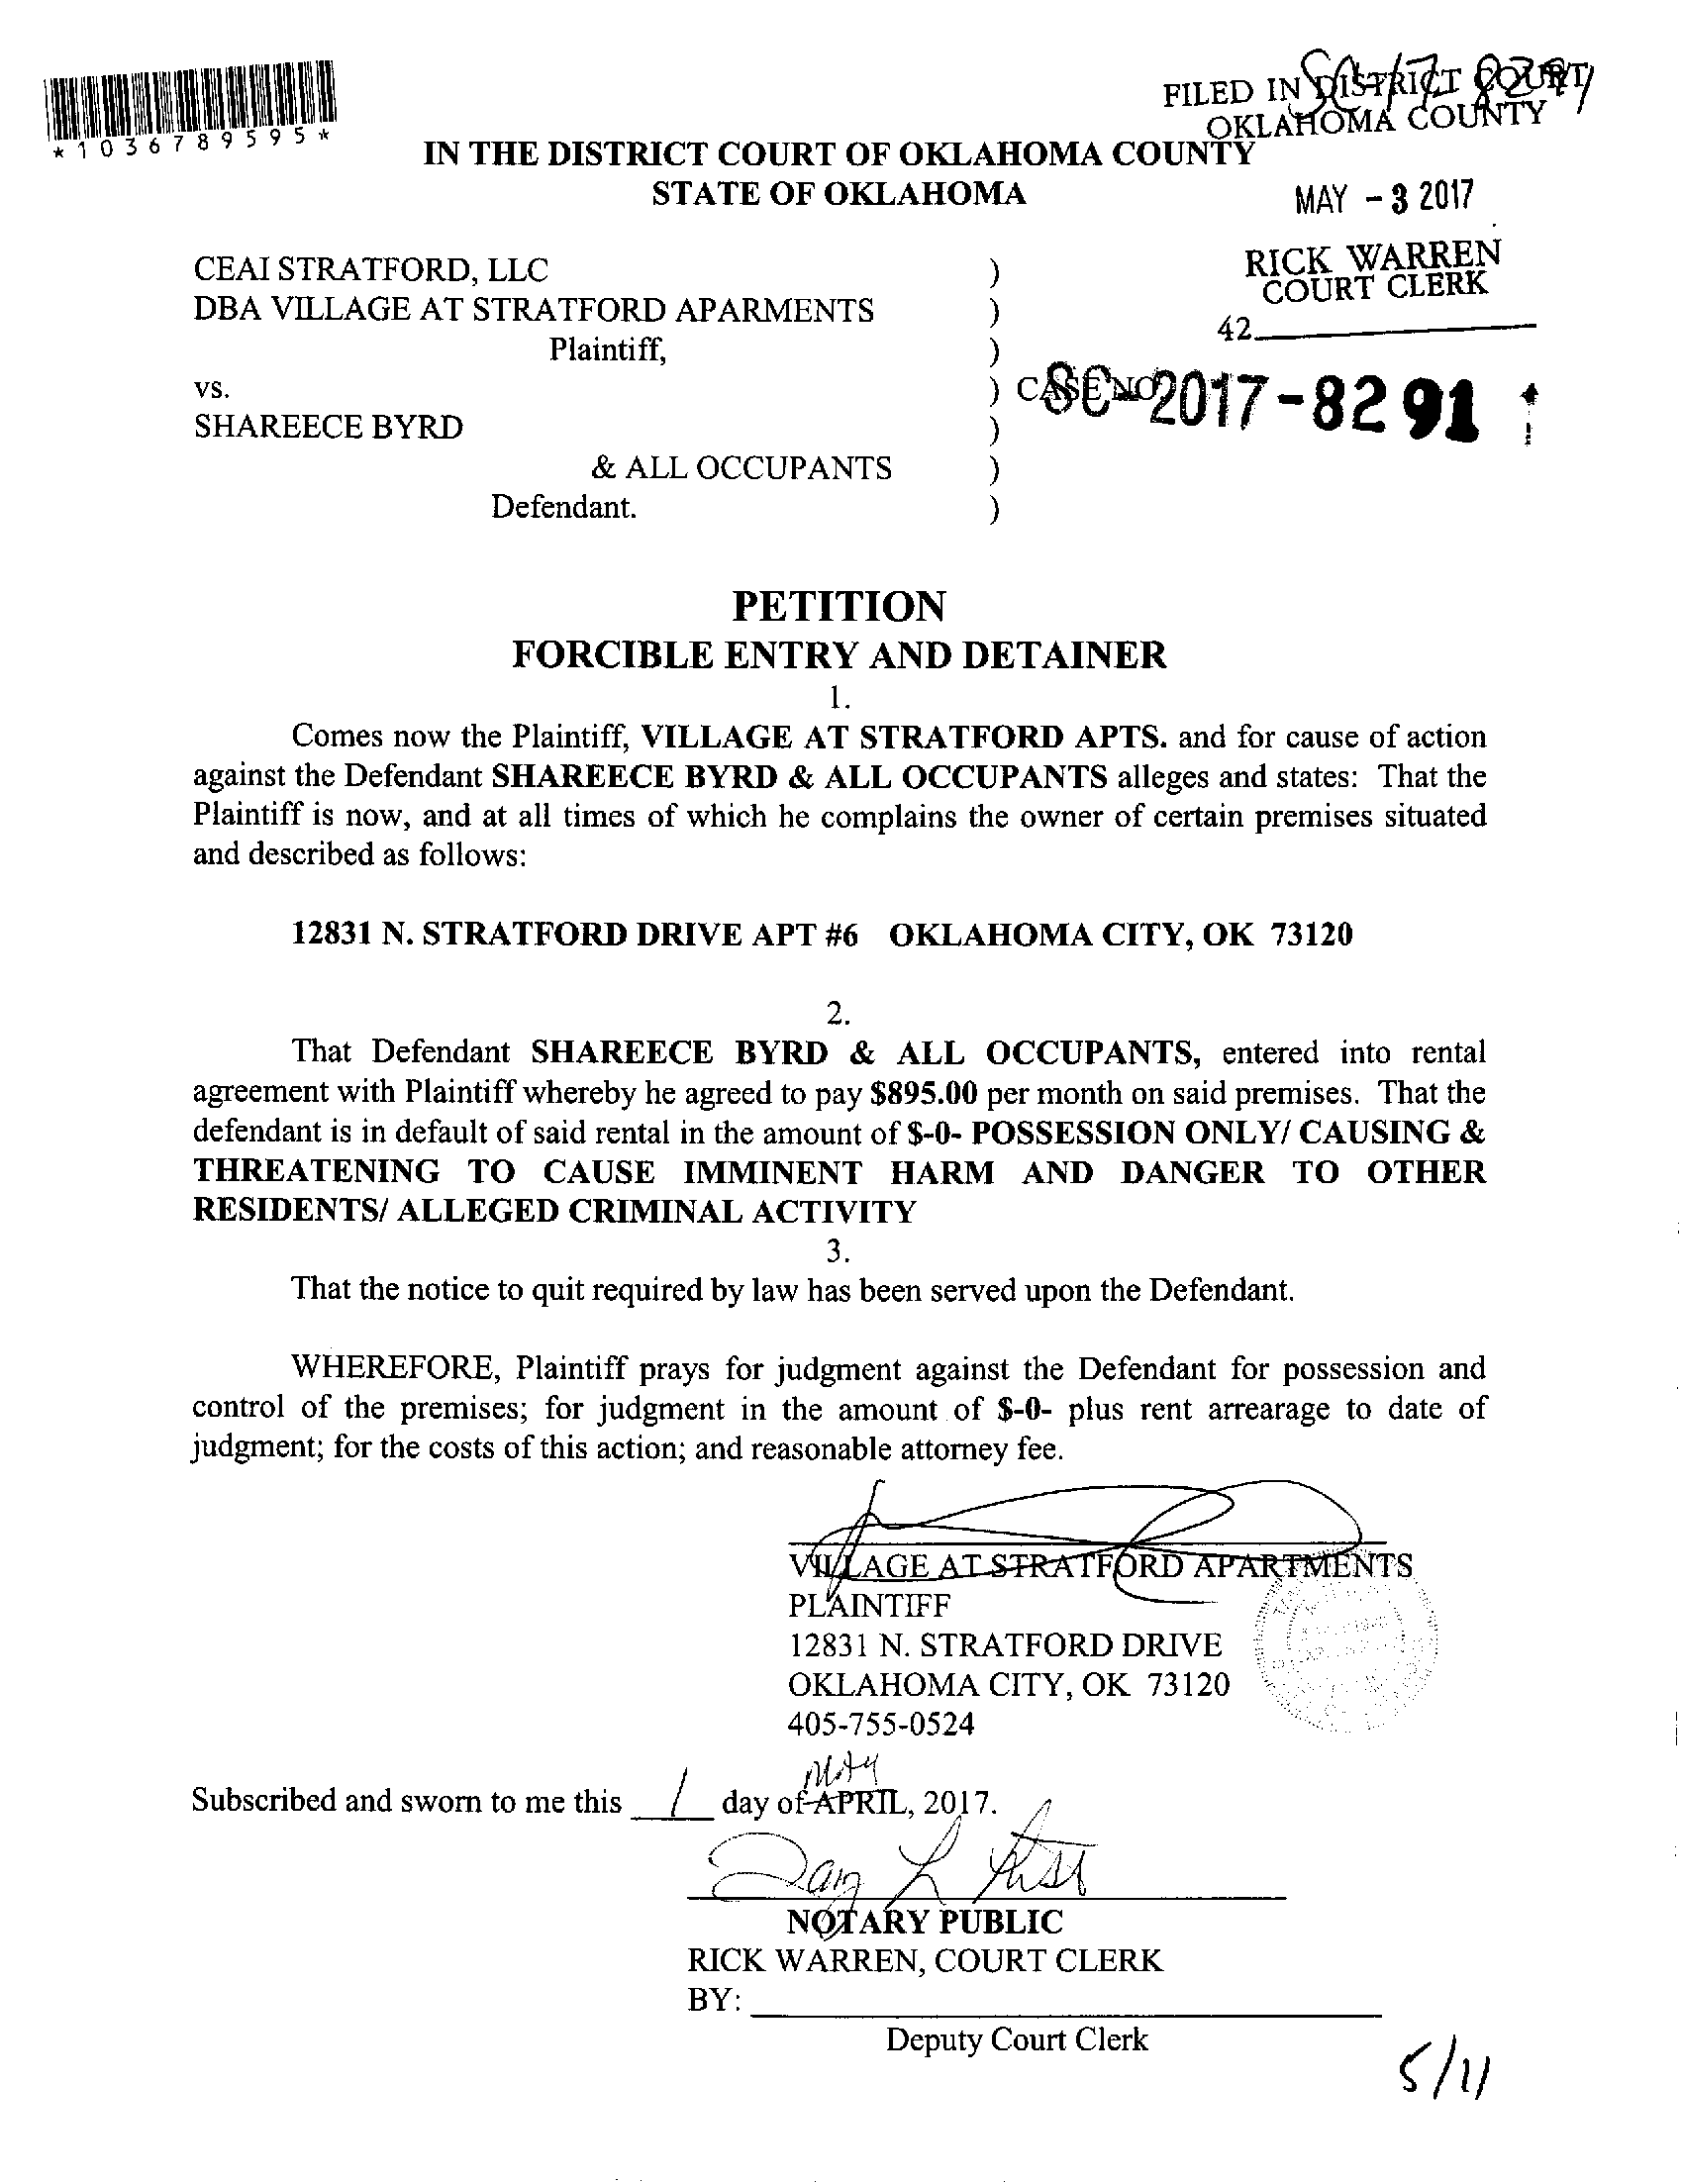 SC-17-8291
FILED IN DISTRICT COURT
OKLAHOMA COUNTY
*1036789595*
IN THE DISTRICT COURT OF OKLAHOMA COUNTY
STATE OF OKLAHOMA
MAY - 3 2017
RICK WARREN
COURT CLERK
42
CEAI STRATFORD, LLC )
DBA VILLAGE AT STRATFORD APARMENTS )
Plaintiff, )
vs. ) CASE NO SC-2017-8291
SHAREECE BYRD )
& ALL OCCUPANTS )
Defendant. )
PETITION
FORCIBLE ENTRY AND DETAINER
1.
Comes now the Plaintiff, VILLAGE AT STRATFORD APTS. and for cause of action
against the Defendant SHAREECE BYRD & ALL OCCUPANTS alleges and states: That the
Plaintiff is now, and at all times of which he complains the owner of certain premises situated
and described as follows:
12831 N. STRATFORD DRIVE APT #6 OKLAHOMA CITY, OK 73120
2.
That Defendant SHAREECE BYRD & ALL OCCUPANTS, entered into rental
agreement with Plaintiff whereby he agreed to pay $895.00 per month on said premises. That the
defendant is in default of said rental in the amount of $-0- POSSESSION ONLY/ CAUSING &
THREATENING TO CAUSE IMMINENT HARM AND DANGER TO OTHER
RESIDENTS/ ALLEGED CRIMINAL ACTIVITY
3.
That the notice to quit required by law has been served upon the Defendant.
WHEREFORE, Plaintiff prays for judgment against the Defendant for possession and
control of the premises; for judgment in the amount of $-0- plus rent arrearage to date of
judgment; for the costs of this action; and reasonable attorney fee.
VILLAGE AT STRATFORD APARTMENTS
PLAINTIFF
12831 N. STRATFORD DRIVE
OKLAHOMA CITY, OK 73120
405-755-0524
MAY
Subscribed and sworn to me this 1 day of APRIL, 2017.
NOTARY PUBLIC
RICK WARREN, COURT CLERK
BY:
Deputy Court Clerk
5/11